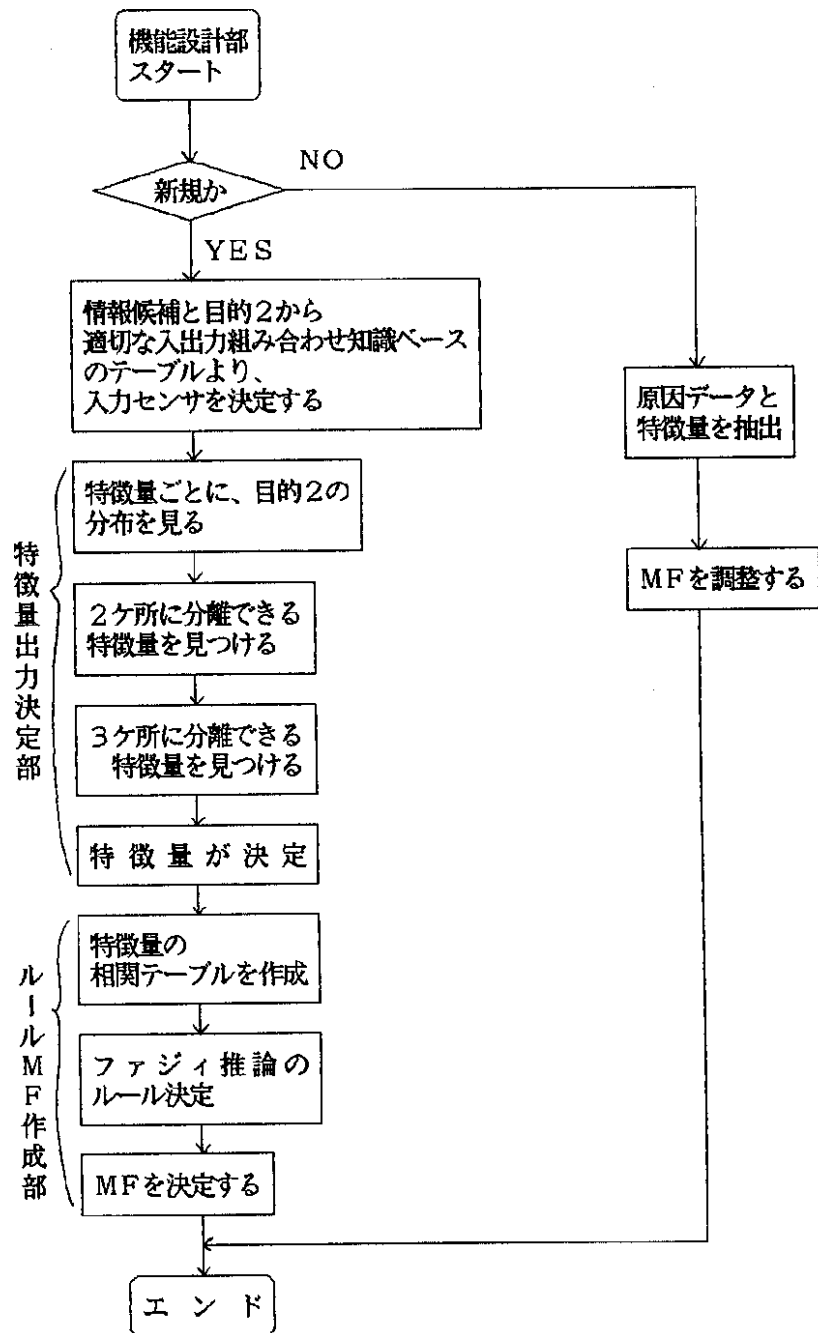 機能設計部
スタート
新規か
NO
YES
情報候補と目的2から
適切な入出力組み合わせ知識ベース
のテーブルより、
入力センサを決定する
原因データと
特徴量を抽出
MFを調整する
特徴量出力決定部
特徴量ごとに、目的2の
分布を見る
2ケ所に分離できる
特徴量を見つける
3ケ所に分離できる
特徴量を見つける
特徴量が決定
ルールMF作成部
特徴量の
相関テーブルを作成
ファジィ推論の
ルール決定
MFを決定する
エンド